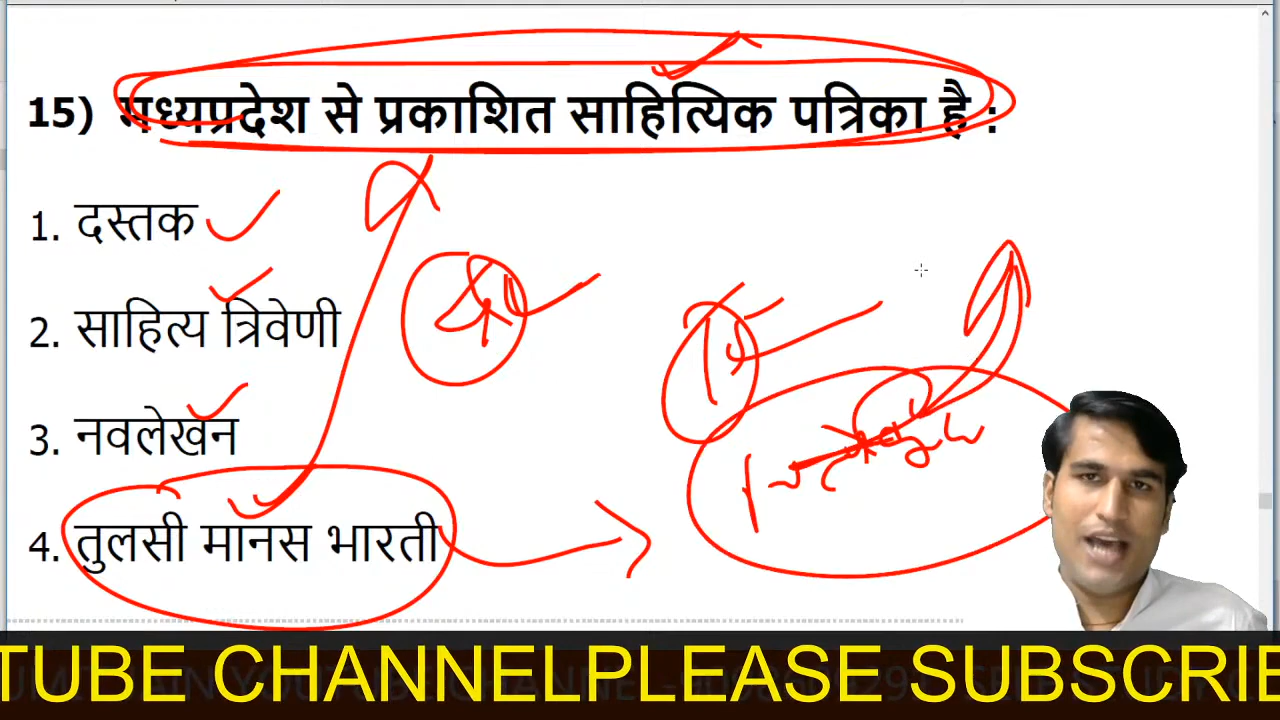 15) मध्यप्रदेश से प्रकाशित साहित्यिक पत्रिका है :
1. दस्तक
2. साहित्य त्रिवेणी
3. नवलेखन
4. तुलसी मानस भारती
TUBE CHANNELPLEASE SUBSCRIE